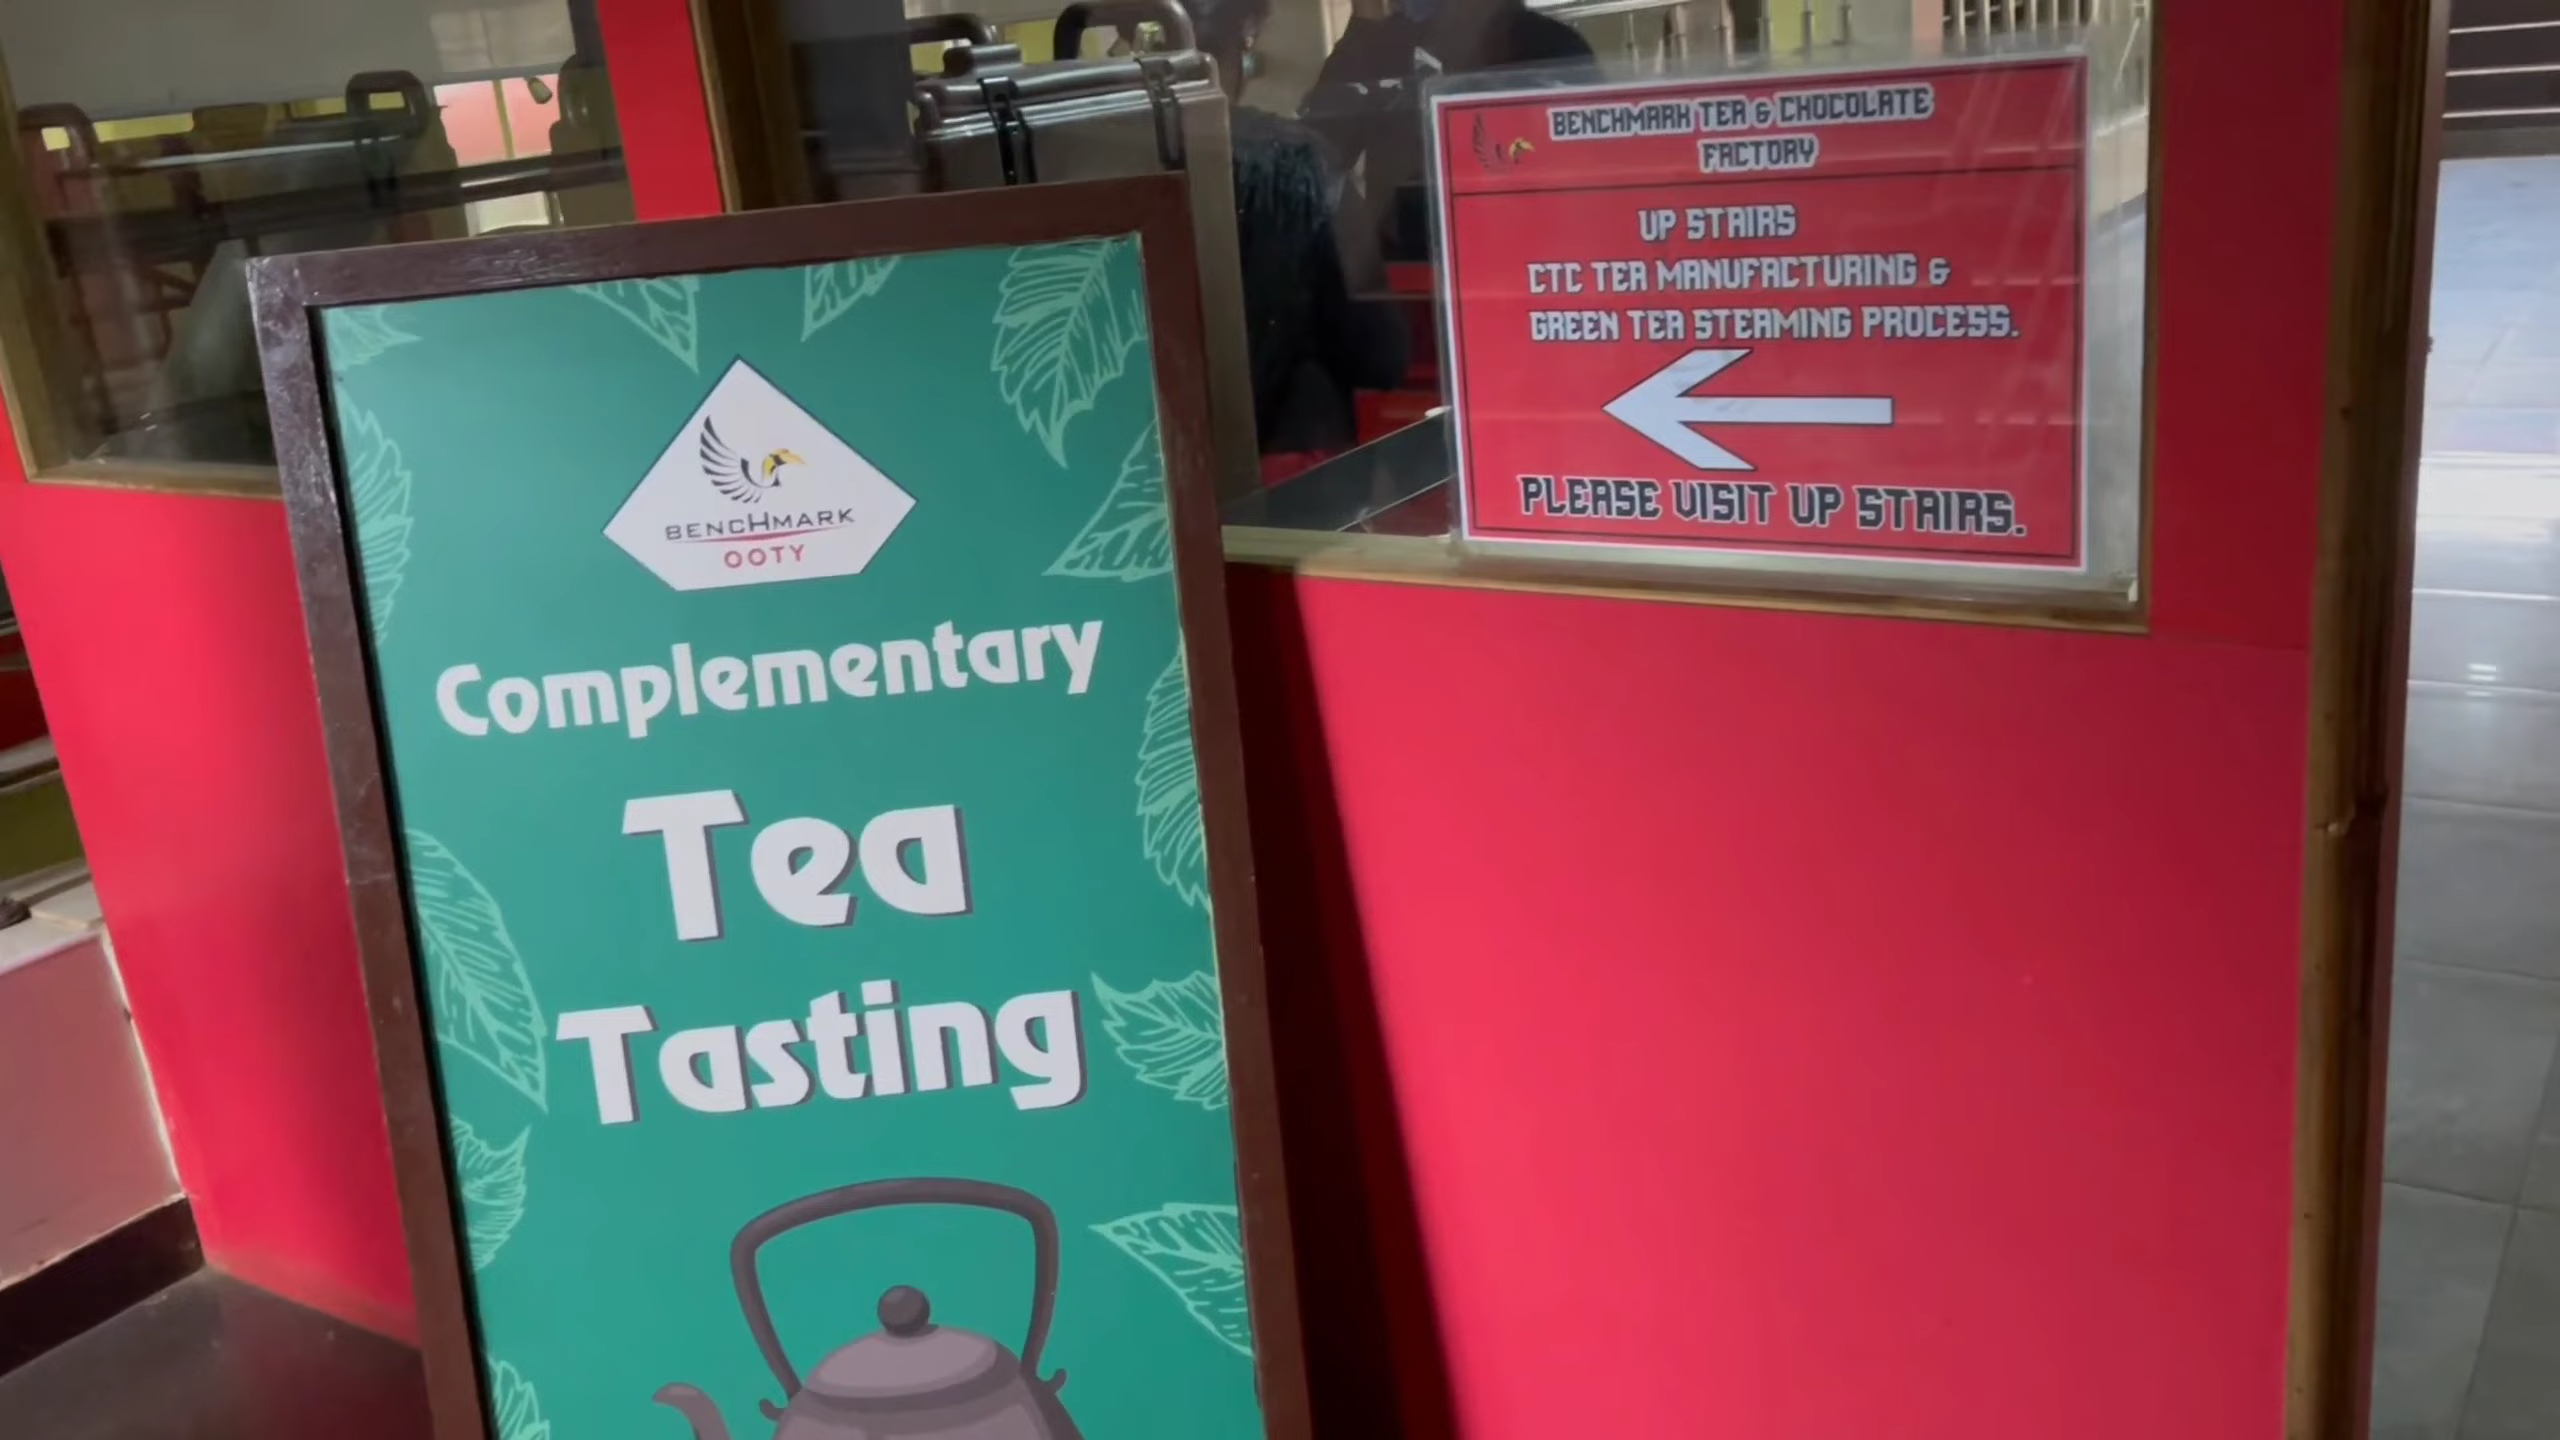 BENCHMARK
OOTY
Complementary
Tea
Tasting
BENCHMARK TEA & CHOCOLATE
FACTORY
UP STAIRS
CTC TEA MANUFACTURING &
GREEN TEA STEAMING PROCESS.
PLEASE VISIT UP STAIRS.